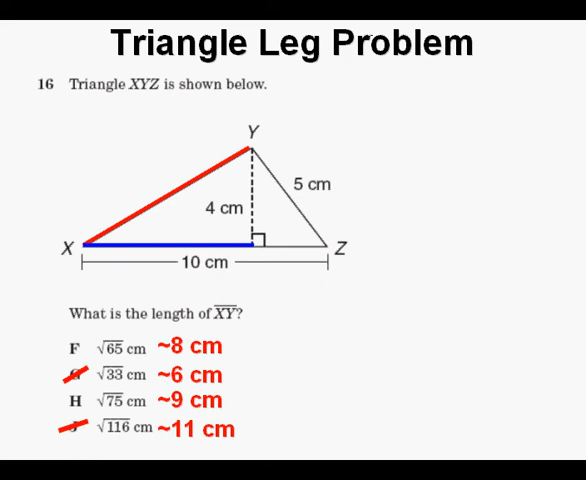 Triangle Leg Problem
16 Triangle XYZ is shown below.
Y
5 cm
4 cm
X
Z
10 cm
What is the length of XY?
F √65 cm ~8 cm
√33 cm ~6 cm
H √75 cm ~9 cm
√116 cm ~11 cm